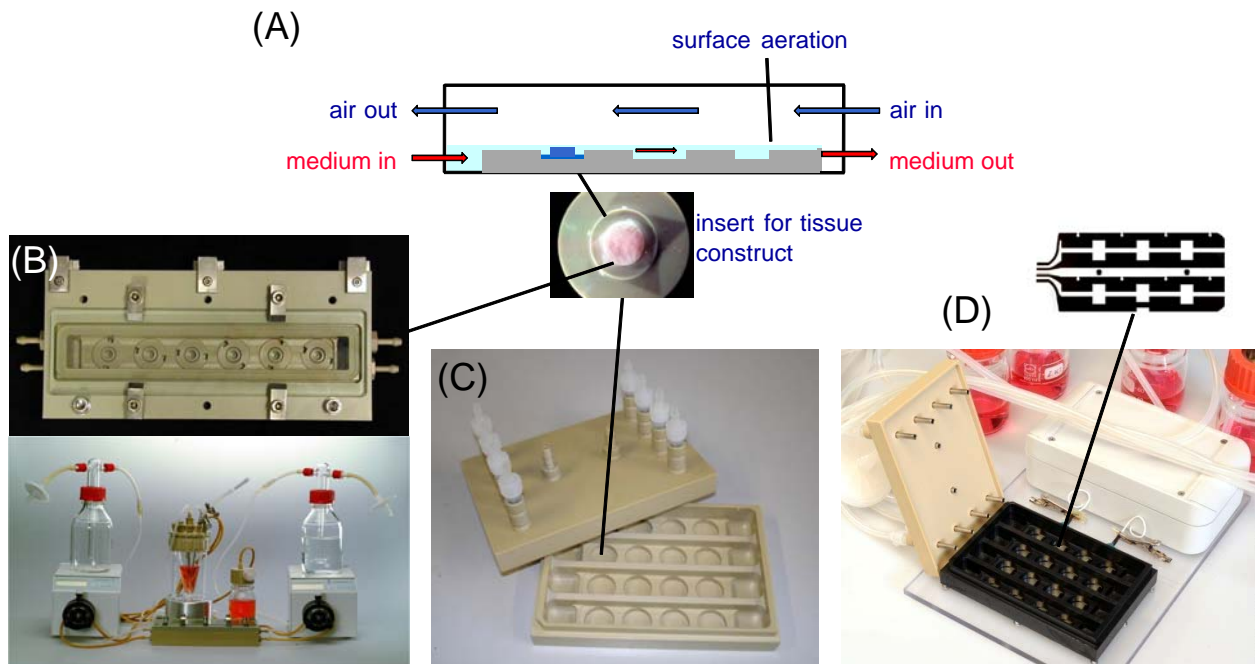 (A)
surface aeration
air out
air in
medium in
medium out
insert for tissue
construct
(B)
(C)
(D)